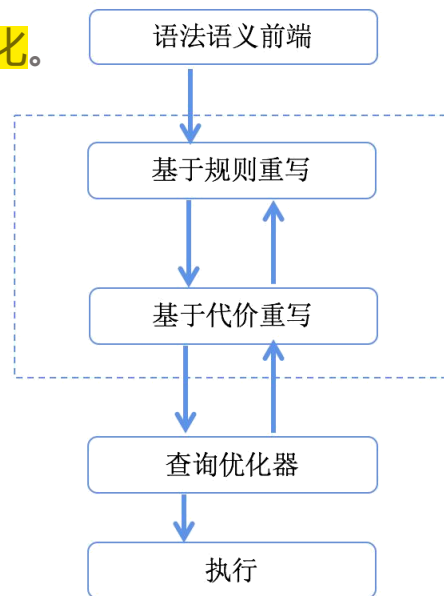 语法语义前端
化。
基于规则重写
基于代价重写
查询优化器
执行